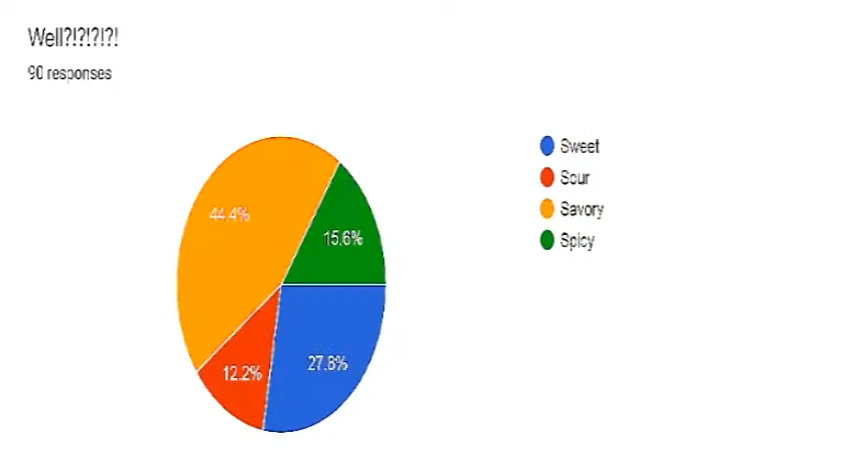 Well?!?!?!?!
90 responses
Sweet
Sour
Savory
Spicy
44.4%
15.6%
12.2%
27.8%